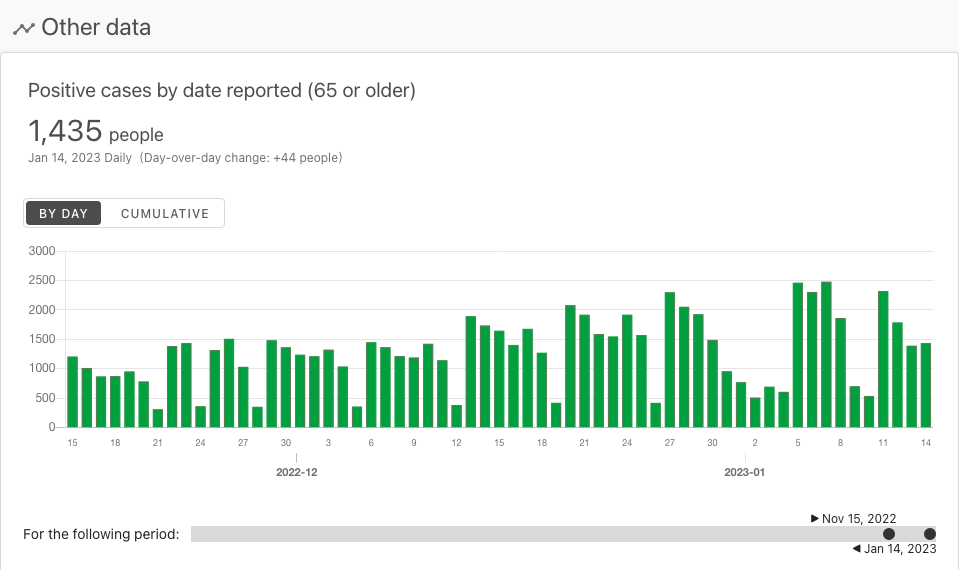 Other data
Positive cases by date reported (65 or older)
1,435 people
Jan 14, 2023 Daily (Day-over-day change: +44 people)
BY DAY CUMULATIVE
3000
2500
2000
1500
1000
500
0
15 18 21 24 27 30 3 6 9 12 15 18 21 24 27 30 2 5 8 11 14
2022-12 2023-01
▶ Nov 15, 2022
For the following period:
◀ Jan 14, 2023